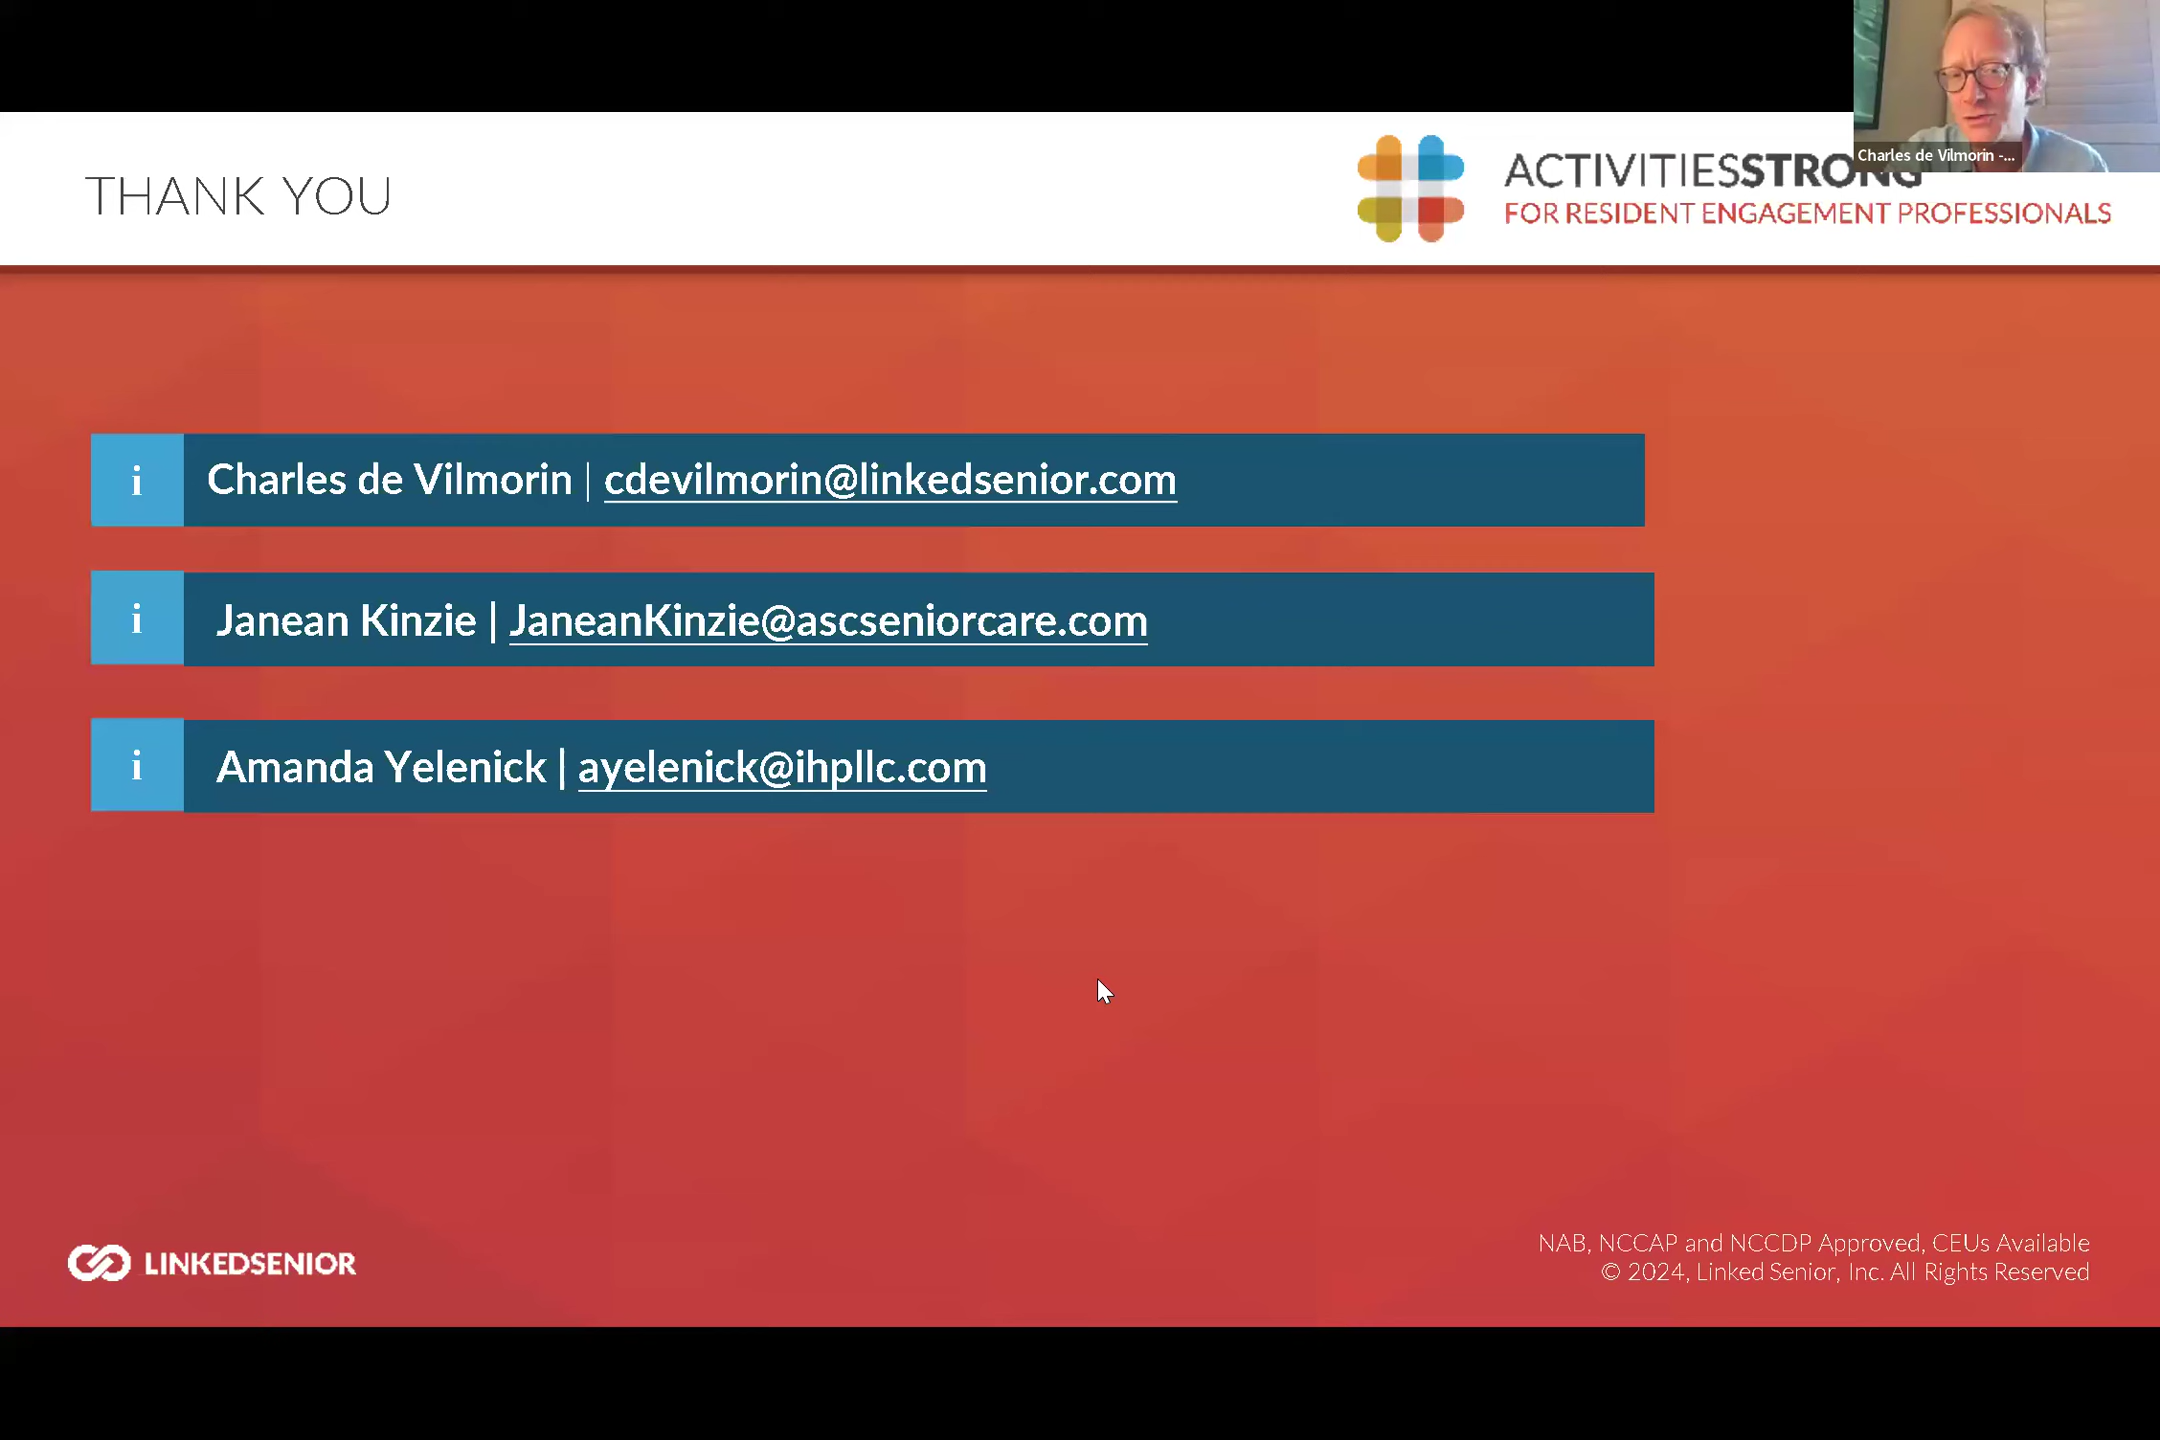 THANK YOU
ACTIVITIESSTRONG
FOR RESIDENT ENGAGEMENT PROFESSIONALS
Charles de Vilmorin -...
i Charles de Vilmorin | cdevilmorin@linkedsenior.com
i Janean Kinzie | JaneanKinzie@ascseniorcare.com
i Amanda Yelenick | ayelenick@ihpllc.com
LINKEDSENIOR
NAB, NCCAP and NCCDP Approved, CEUs Available
© 2024, Linked Senior, Inc. All Rights Reserved